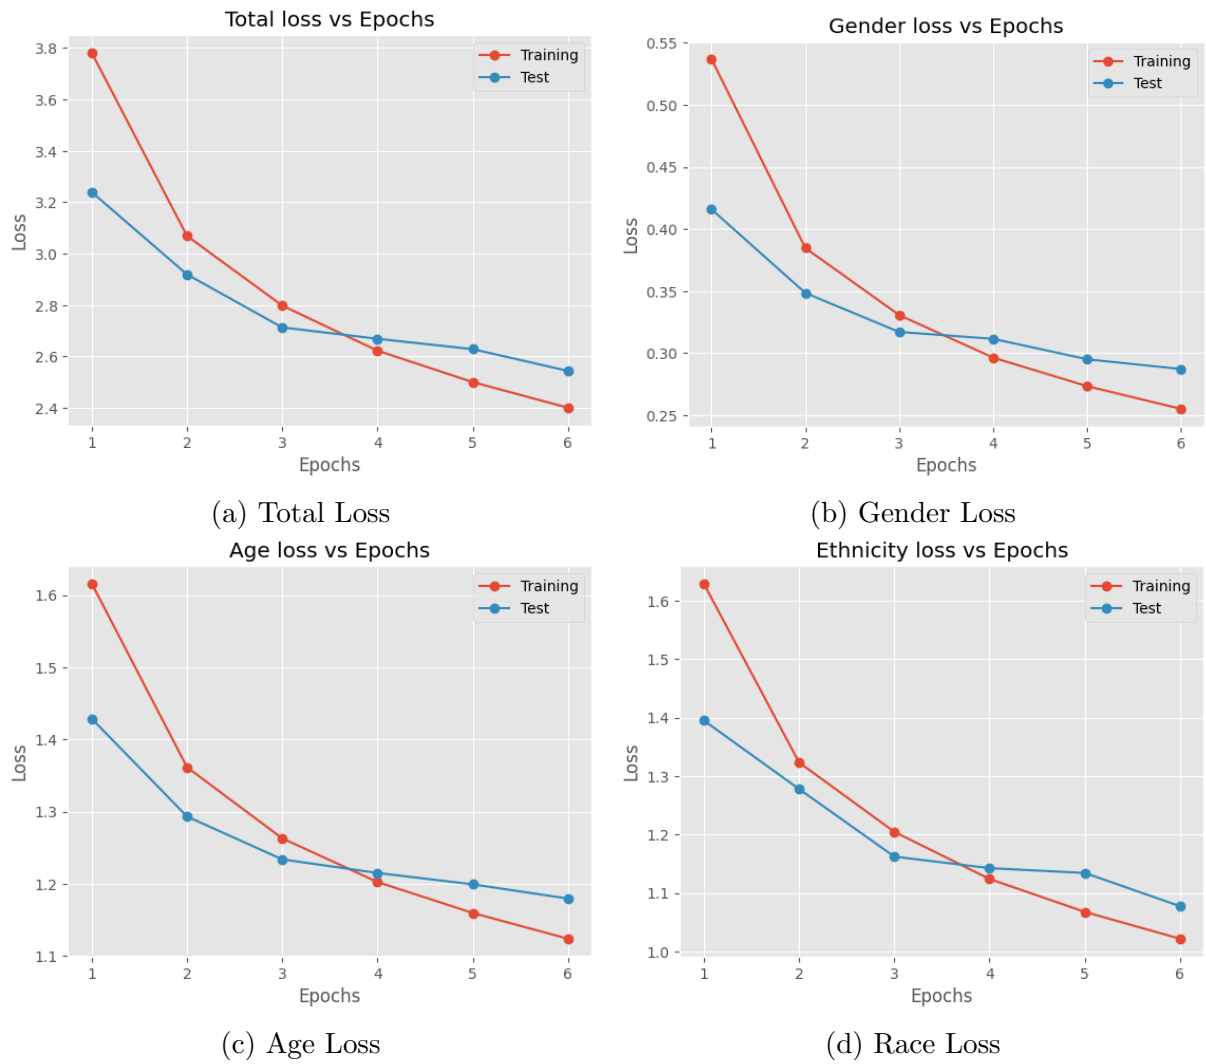 Total loss vs Epochs
Training
Test
3.8
3.6
3.4
3.2
3.0
2.8
2.6
2.4
Loss
1 2 3 4 5 6
Epochs
(a) Total Loss
Gender loss vs Epochs
Training
Test
0.55
0.50
0.45
0.40
0.35
0.30
0.25
Loss
1 2 3 4 5 6
Epochs
(b) Gender Loss
Age loss vs Epochs
Training
Test
1.6
1.5
1.4
1.3
1.2
1.1
Loss
1 2 3 4 5 6
Epochs
(c) Age Loss
Ethnicity loss vs Epochs
Training
Test
1.6
1.5
1.4
1.3
1.2
1.1
1.0
Loss
1 2 3 4 5 6
Epochs
(d) Race Loss